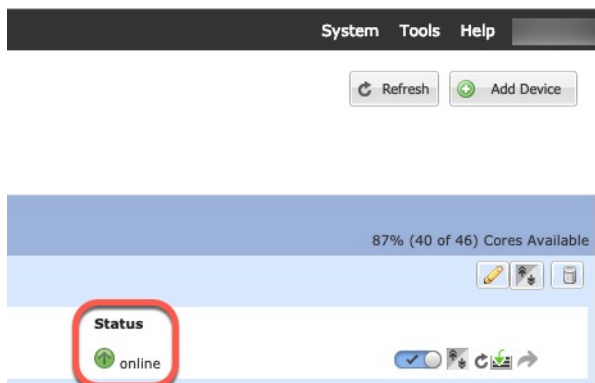 System Tools Help
Refresh Add Device
87% (40 of 46) Cores Available
Status
online